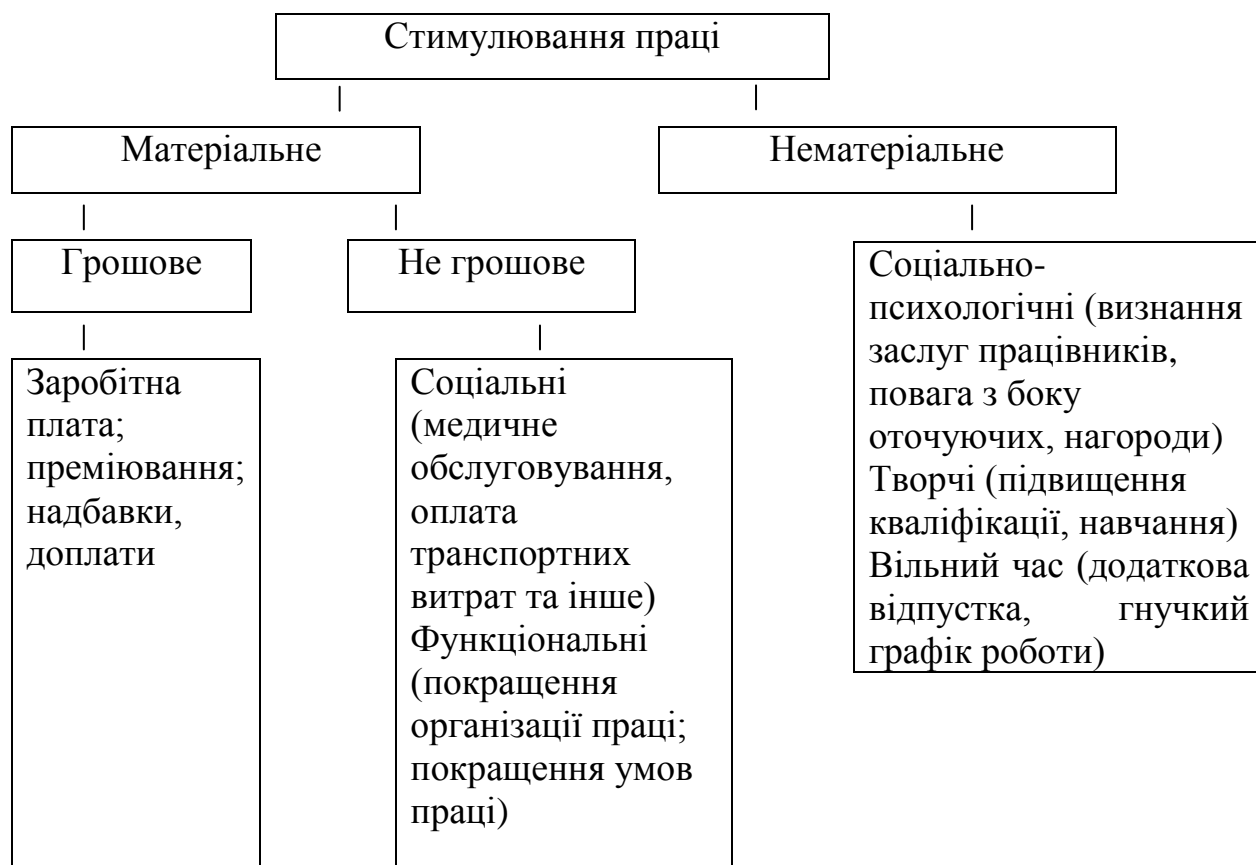 Стимулювання праці
Матеріальне
Нематеріальне
Грошове
Не грошове
Заробітна
плата;
преміювання;
надбавки,
доплати
Соціальні
(медичне
обслуговування,
оплата
транспортних
витрат та інше)
Функціональні
(покращення
організації праці;
покращення умов
праці)
Соціально-
психологічні (визнання
заслуг працівників,
повага з боку
оточуючих, нагороди)
Творчі (підвищення
кваліфікації, навчання)
Вільний час (додаткова
відпустка, гнучкий
графік роботи)